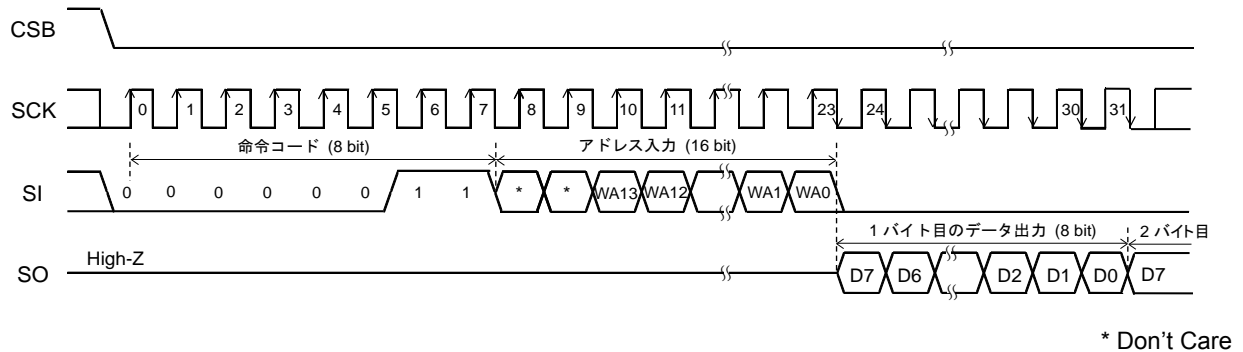 CSB
SCK 0 1 2 3 4 5 6 7 8 9 10 11 23 24 30 31
命令コード (8 bit) アドレス入力 (16 bit)
SI 0 0 0 0 0 0 1 1 * * WA13 WA12 WA1 WA0
1 バイト目のデータ出力 (8 bit) 2 バイト目
High-Z
SO D7 D6 D2 D1 D0 D7
* Don't Care